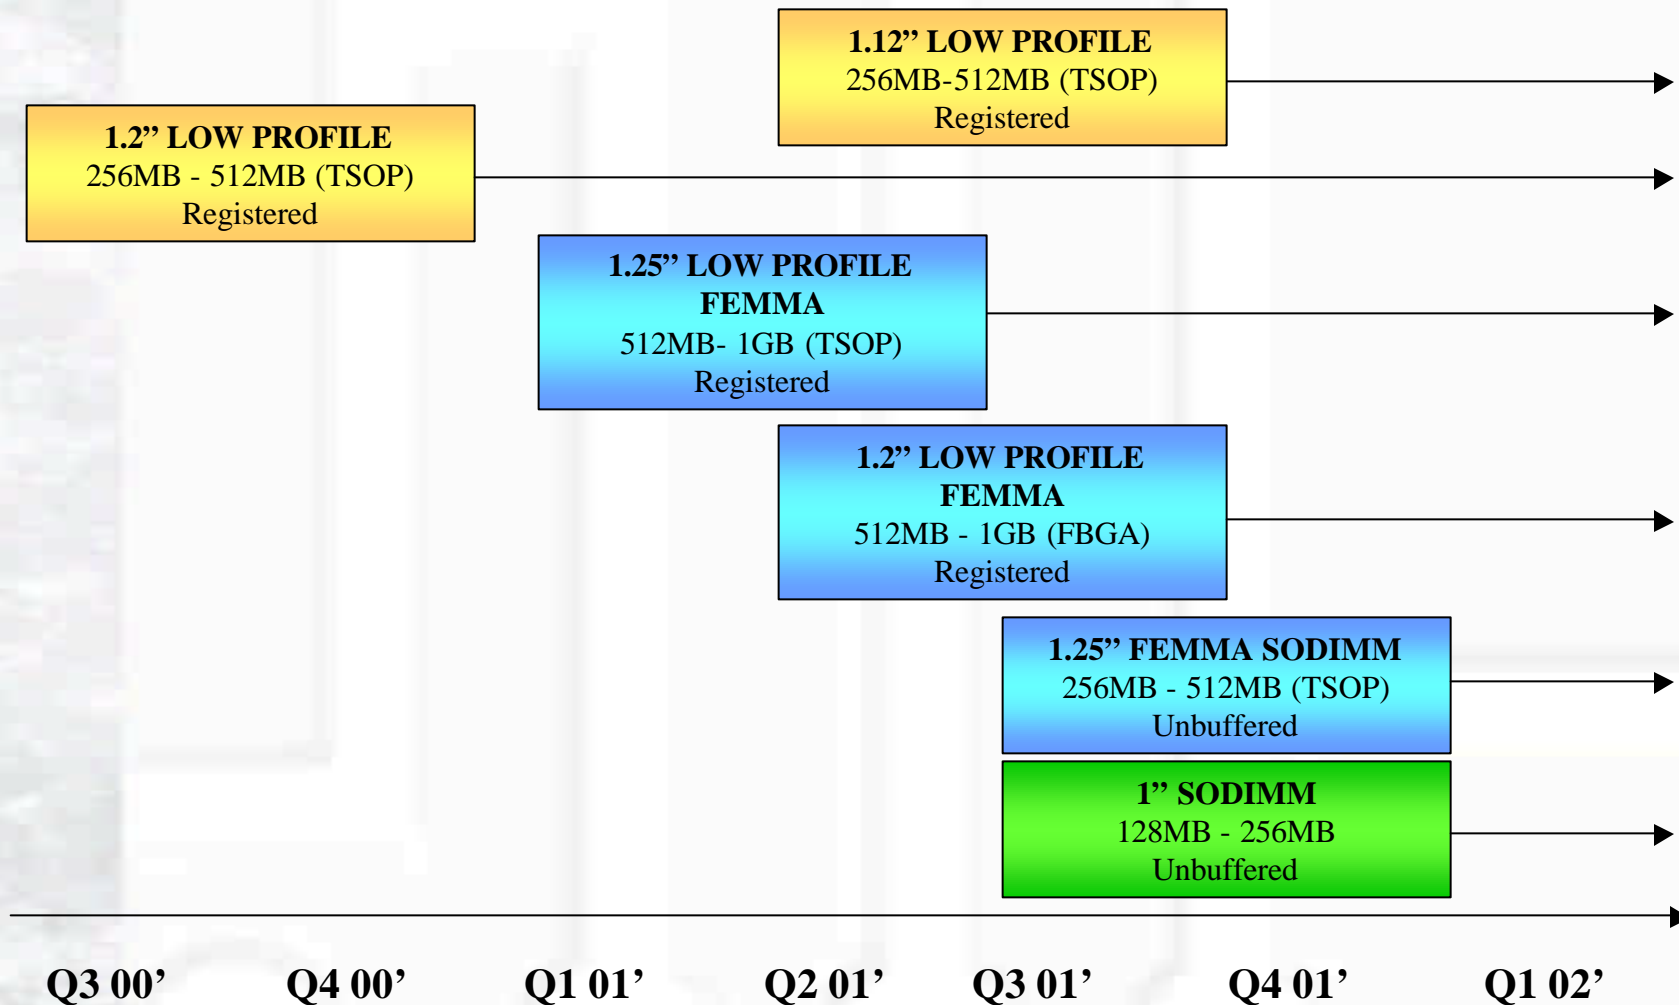 1.12” LOW PROFILE
256MB-512MB (TSOP)
Registered
1.2” LOW PROFILE
256MB - 512MB (TSOP)
Registered
1.25” LOW PROFILE
FEMMA
512MB- 1GB (TSOP)
Registered
1.2” LOW PROFILE
FEMMA
512MB - 1GB (FBGA)
Registered
1.25” FEMMA SODIMM
256MB - 512MB (TSOP)
Unbuffered
1” SODIMM
128MB - 256MB
Unbuffered
Q3 00’ Q4 00’ Q1 01’ Q2 01’ Q3 01’ Q4 01’ Q1 02’